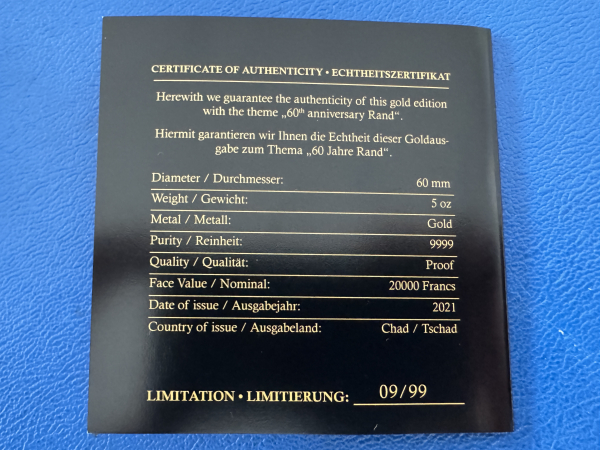 CERTIFICATE OF AUTHENTICITY • ECHTHEITSZERTIFIKAT
Herewith we guarantee the authenticity of this gold edition
with the theme „60th anniversary Rand“.
Hiermit garantieren wir Ihnen die Echtheit dieser Goldaus-
gabe zum Thema „60 Jahre Rand“.
Diameter / Durchmesser: 60 mm
Weight / Gewicht: 5 oz
Metal / Metall: Gold
Purity / Reinheit: 9999
Quality / Qualität: Proof
Face Value / Nominal: 20000 Francs
Date of issue / Ausgabejahr: 2021
Country of issue / Ausgabeland: Chad / Tschad
LIMITATION • LIMITIERUNG: 09/99